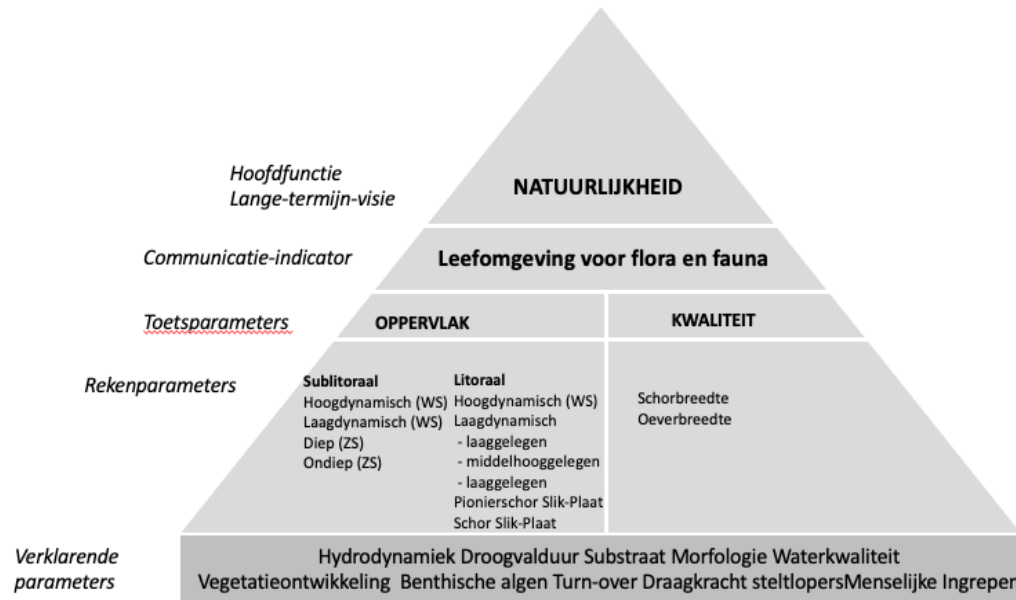 Hoofdfunctie
Lange-termijn-visie
NATUURLIJKHEID
Communicatie-indicator
Leefomgeving voor flora en fauna
Toetsparameters
OPPERVLAK
KWALITEIT
Rekenparameters
Sublitoraal
Hoogdynamisch (WS)
Laagdynamisch (WS)
Diep (ZS)
Ondiep (ZS)
Litoraal
Hoogdynamisch (WS)
Laagdynamisch
- laaggelegen
- middelhooggelegen
- laaggelegen
Pionierschor Slik-Plaat
Schor Slik-Plaat
Schorbreedte
Oeverbreedte
Verklarende
parameters
Hydrodynamiek Droogvalduur Substraat Morfologie Waterkwaliteit
Vegetatieontwikkeling Benthische algen Turn-over Draagkracht steltlopersMenselijke Ingrepen